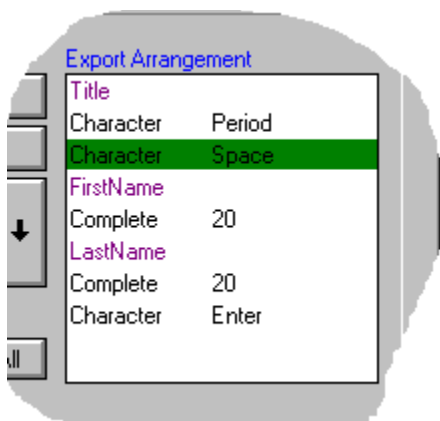 Export Arrangement
Title
Character Period
Character Space
FirstName
Complete 20
LastName
Complete 20
Character Enter